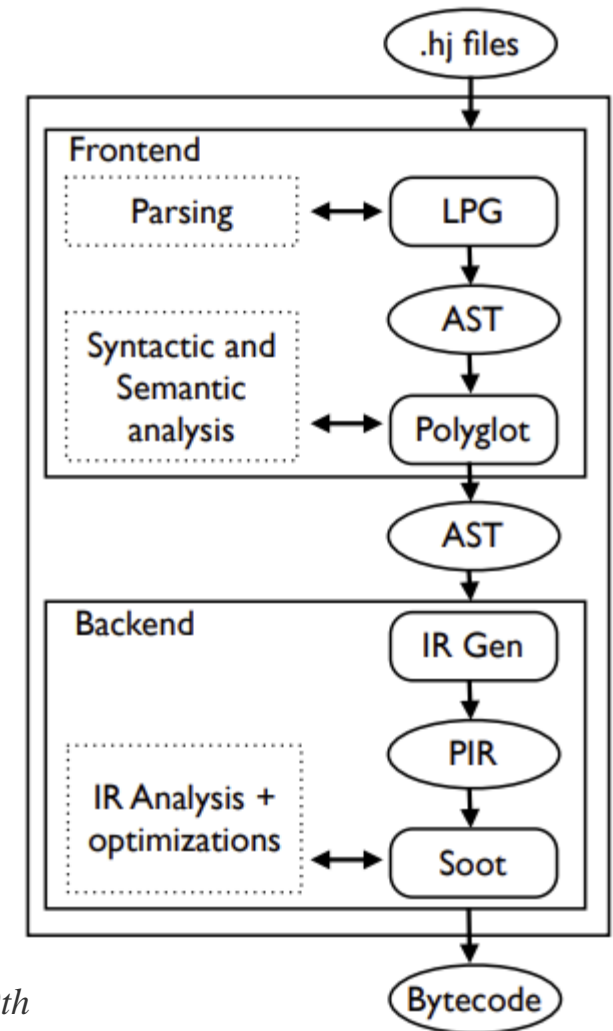 .hj files
Frontend
Parsing
LPG
AST
Syntactic and
Semantic
analysis
Polyglot
AST
Backend
IR Gen
PIR
IR Analysis +
optimizations
Soot
th
Bytecode